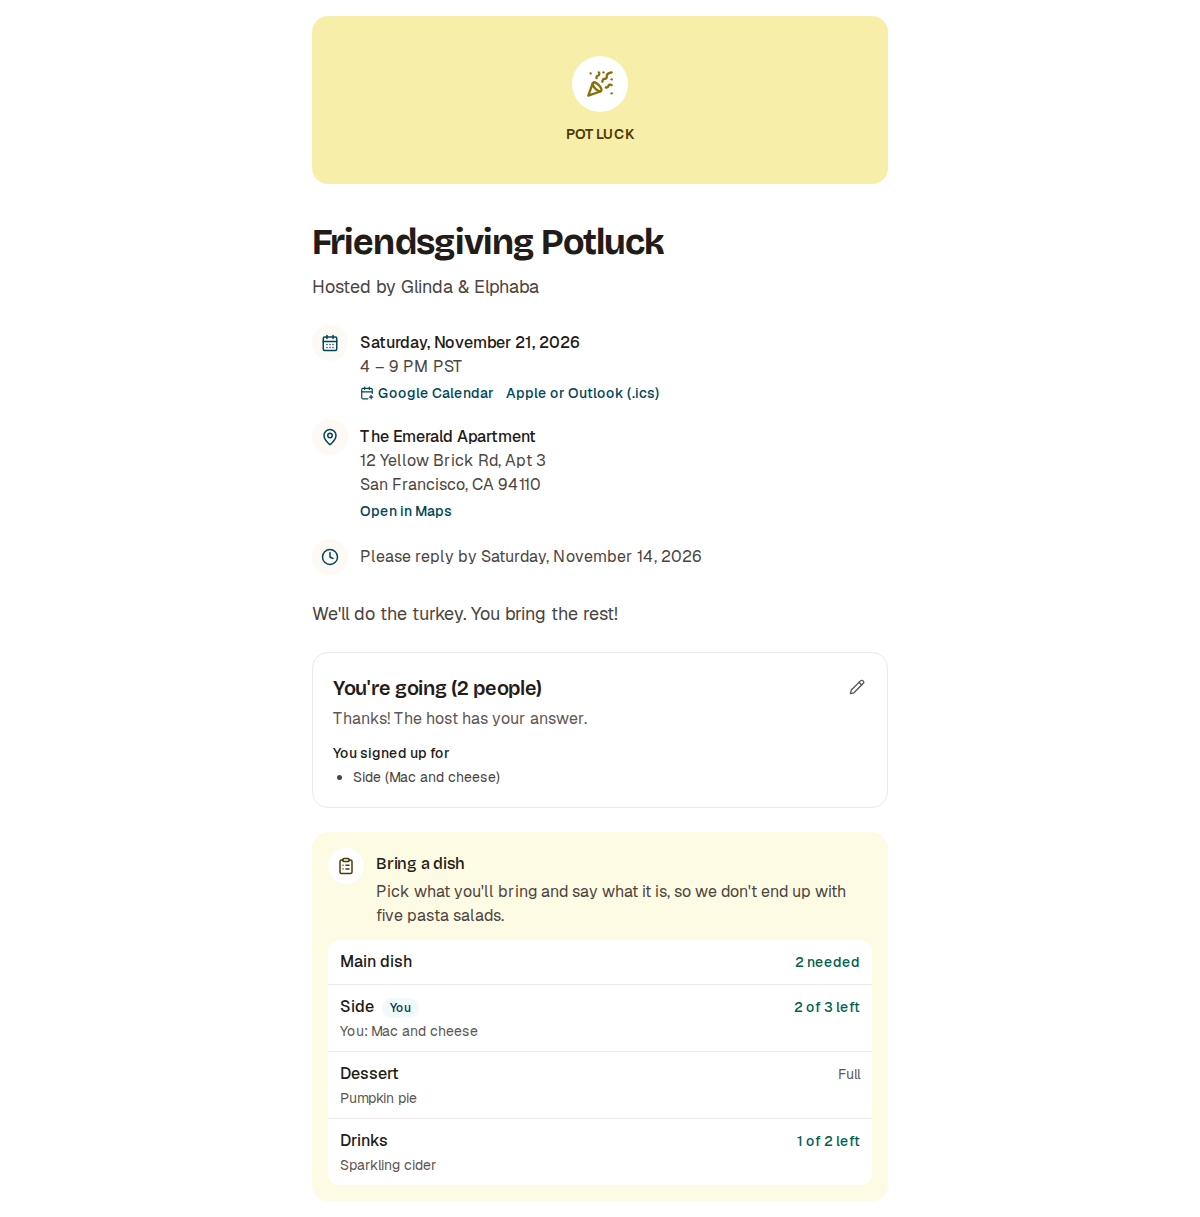 POTLUCK
Friendsgiving Potluck
Hosted by Glinda & Elphaba
Saturday, November 21, 2026
4 – 9 PM PST
Google Calendar Apple or Outlook (.ics)
The Emerald Apartment
12 Yellow Brick Rd, Apt 3
San Francisco, CA 94110
Open in Maps
Please reply by Saturday, November 14, 2026
We'll do the turkey. You bring the rest!
You're going (2 people)
Thanks! The host has your answer.
You signed up for
• Side (Mac and cheese)
Bring a dish
Pick what you'll bring and say what it is, so we don't end up with
five pasta salads.
Main dish 2 needed
Side You 2 of 3 left
You: Mac and cheese
Dessert Full
Pumpkin pie
Drinks 1 of 2 left
Sparkling cider